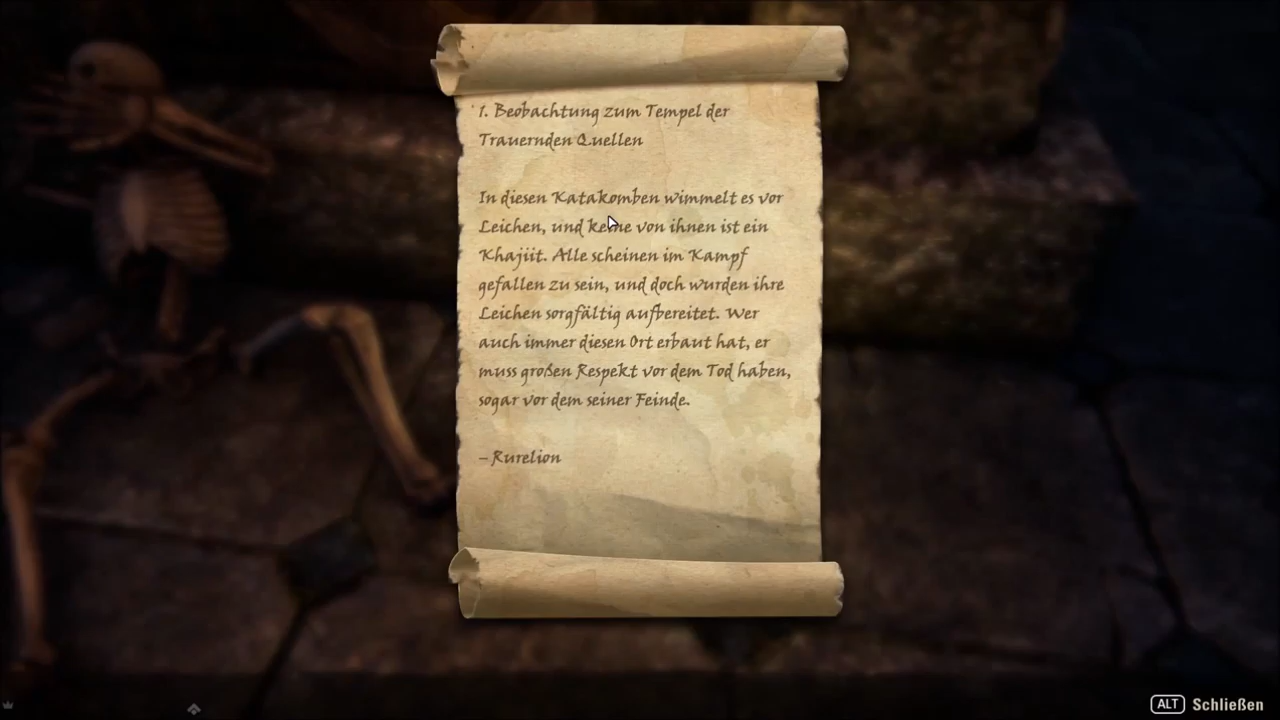 1. Beobachtung zum Tempel der
Trauernden Quellen
In diesen Katakomben wimmelt es vor
Leichen, und keine von ihnen ist ein
Khajiit. Alle scheinen im Kampf
gefallen zu sein, und doch wurden ihre
Leichen sorgfältig aufbereitet. Wer
auch immer diesen Ort erbaut hat, er
muss großen Respekt vor dem Tod haben,
sogar vor dem seiner Feinde.
– Rurelion
ALT Schließen